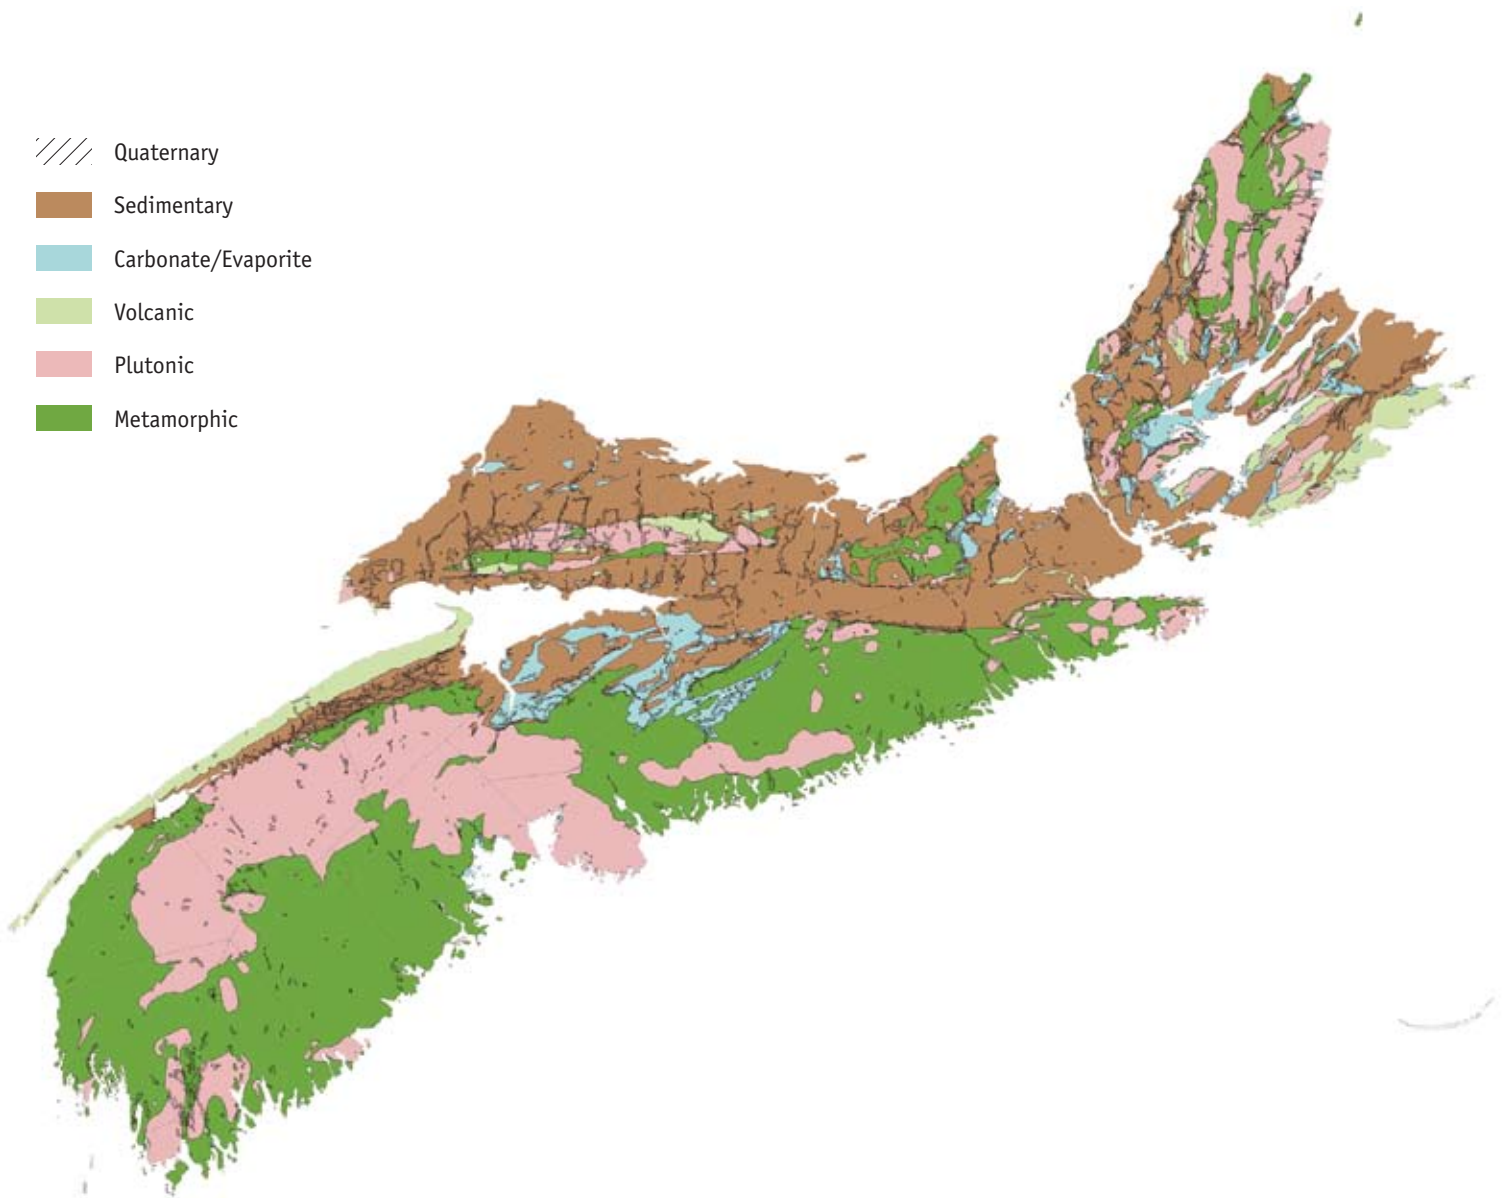 Quaternary
Sedimentary
Carbonate/Evaporite
Volcanic
Plutonic
Metamorphic